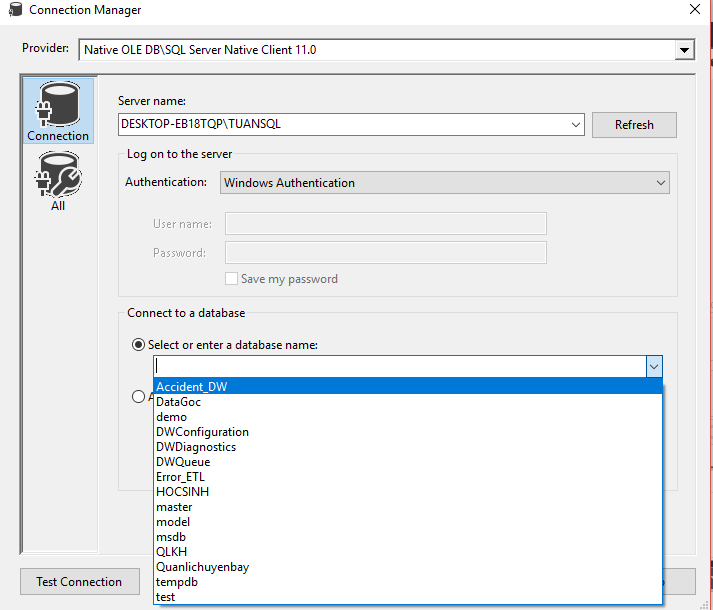 Connection Manager
Provider: Native OLE DB\SQL Server Native Client 11.0
Connection
All
Server name:
DESKTOP-EB18TQP\TUANSQL
Refresh
Log on to the server
Authentication: Windows Authentication
User name:
Password:
Save my password
Connect to a database
Select or enter a database name:
Accident_DW
DataGoc
demo
DWConfiguration
DWDiagnostics
DWQueue
Error_ETL
HOCSINH
master
model
msdb
QLKH
Quanlichuyenbay
tempdb
test
Test Connection